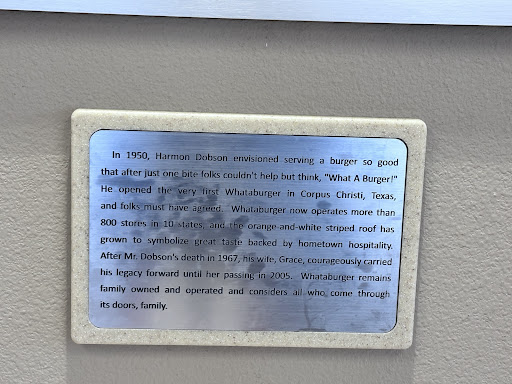 In 1950, Harmon Dobson envisioned serving a burger so good
that after just one bite folks couldn't help but think, "What A Burger!"
He opened the very first Whataburger in Corpus Christi, Texas,
and folks must have agreed. Whataburger now operates more than
800 stores in 10 states, and the orange-and-white striped roof has
grown to symbolize great taste backed by hometown hospitality.
After Mr. Dobson's death in 1967, his wife, Grace, courageously carried
his legacy forward until her passing in 2005. Whataburger remains
family owned and operated and considers all who come through
its doors, family.